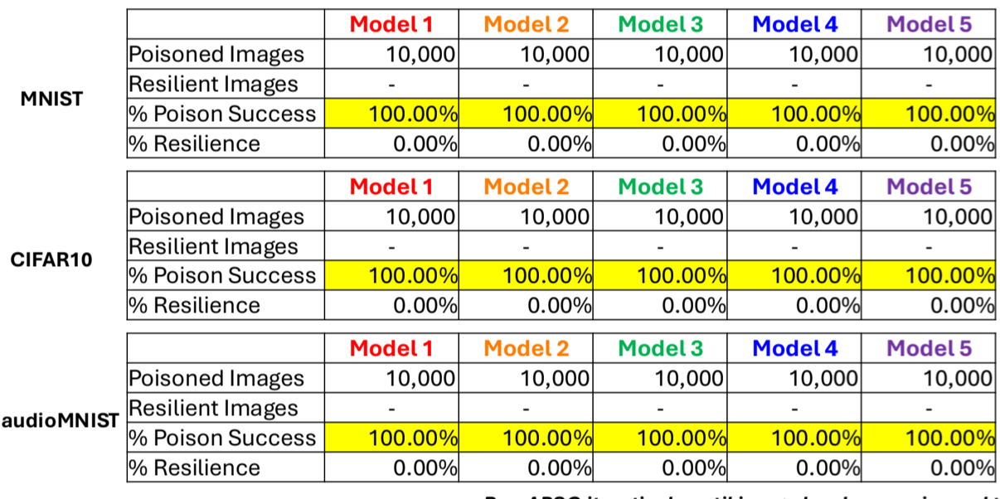 Model 1 Model 2 Model 3 Model 4 Model 5
Poisoned Images 10,000 10,000 10,000 10,000 10,000
Resilient Images - - - - -
MNIST
% Poison Success 100.00% 100.00% 100.00% 100.00% 100.00%
% Resilience 0.00% 0.00% 0.00% 0.00% 0.00%
Model 1 Model 2 Model 3 Model 4 Model 5
Poisoned Images 10,000 10,000 10,000 10,000 10,000
Resilient Images - - - - -
CIFAR10
% Poison Success 100.00% 100.00% 100.00% 100.00% 100.00%
% Resilience 0.00% 0.00% 0.00% 0.00% 0.00%
Model 1 Model 2 Model 3 Model 4 Model 5
Poisoned Images 10,000 10,000 10,000 10,000 10,000
Resilient Images - - - - -
audioMNIST
% Poison Success 100.00% 100.00% 100.00% 100.00% 100.00%
% Resilience 0.00% 0.00% 0.00% 0.00% 0.00%